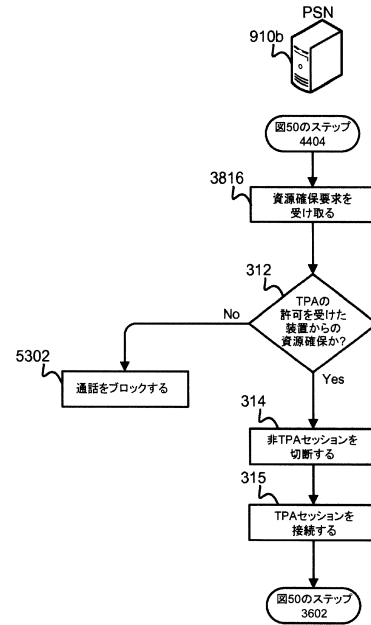 PSN
910b
図50のステップ
4404
3816
資源確保要求を
受け取る
312
TPAの
許可を受けた
装置からの
資源確保か?
No
Yes
5302
通話をブロックする
314
非TPAセッションを
切断する
315
TPAセッションを
接続する
図50のステップ
3602